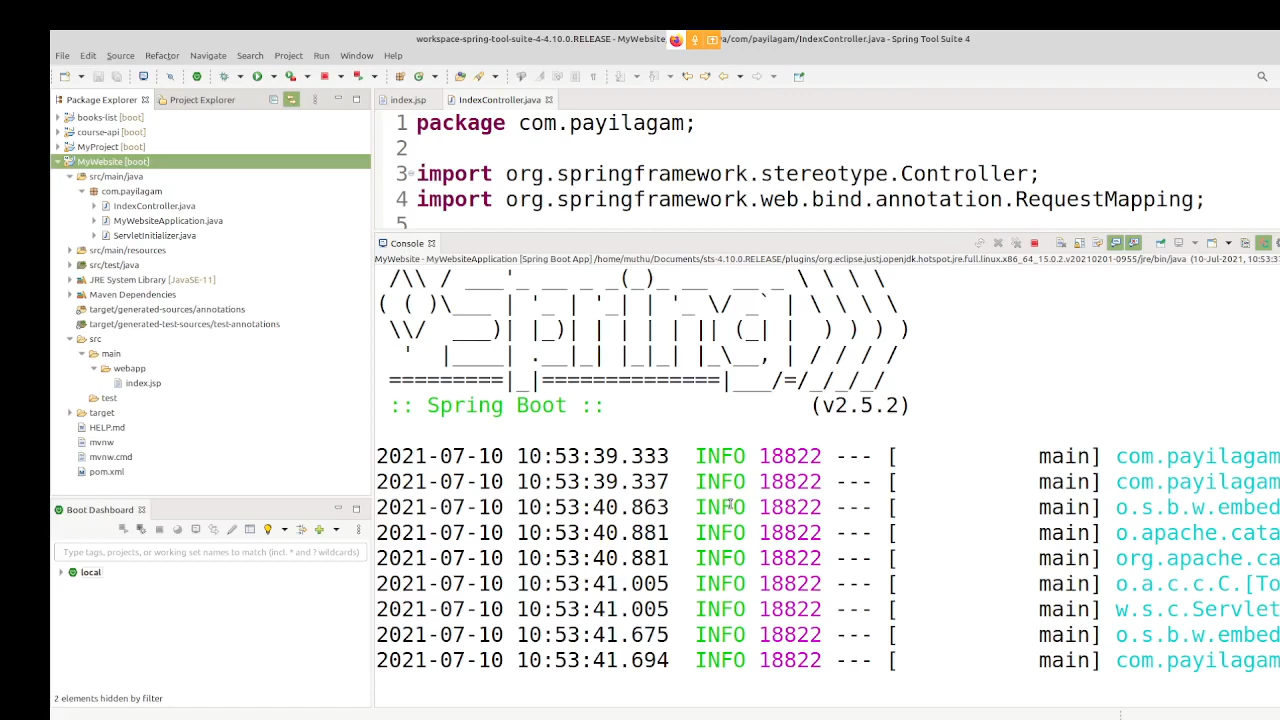 workspace-spring-tool-suite-4-4.10.0.RELEASE - MyWebsite va/com/payilagam/IndexController.java - Spring Tool Suite 4
File Edit Source Refactor Navigate Search Project Run Window Help
Package Explorer Project Explorer
books-list [boot]
course-api [boot]
MyProject [boot]
MyWebsite [boot]
src/main/java
com.payilagam
IndexController.java
MyWebsiteApplication.java
ServletInitializer.java
src/main/resources
src/test/java
JRE System Library [JavaSE-11]
Maven Dependencies
target/generated-sources/annotations
target/generated-test-sources/test-annotations
src
main
webapp
index.jsp
test
target
HELP.md
mvnw
mvnw.cmd
pom.xml
Boot Dashboard
Type tags, projects, or working set names to match (incl. * and ? wildcards)
local
2 elements hidden by filter
index.jsp IndexController.java
1 package com.payilagam;
2
3 import org.springframework.stereotype.Controller;
4 import org.springframework.web.bind.annotation.RequestMapping;
5
Console
MyWebsite - MyWebsiteApplication [Spring Boot App] /home/muthu/Documents/sts-4.10.0.RELEASE/plugins/org.eclipse.justj.openjdk.hotspot.jre.full.linux.x86_64_15.0.2.v20210201-0955/jre/bin/java (10-Jul-2021, 10:53:37
:: Spring Boot :: (v2.5.2)
2021-07-10 10:53:39.333 INFO 18822 --- [ main] com.payilagam
2021-07-10 10:53:39.337 INFO 18822 --- [ main] com.payilagam
2021-07-10 10:53:40.863 INFO 18822 --- [ main] o.s.b.w.embed
2021-07-10 10:53:40.881 INFO 18822 --- [ main] o.apache.cata
2021-07-10 10:53:40.881 INFO 18822 --- [ main] org.apache.ca
2021-07-10 10:53:41.005 INFO 18822 --- [ main] o.a.c.c.C.[To
2021-07-10 10:53:41.005 INFO 18822 --- [ main] w.s.c.Servlet
2021-07-10 10:53:41.675 INFO 18822 --- [ main] o.s.b.w.embed
2021-07-10 10:53:41.694 INFO 18822 --- [ main] com.payilagam